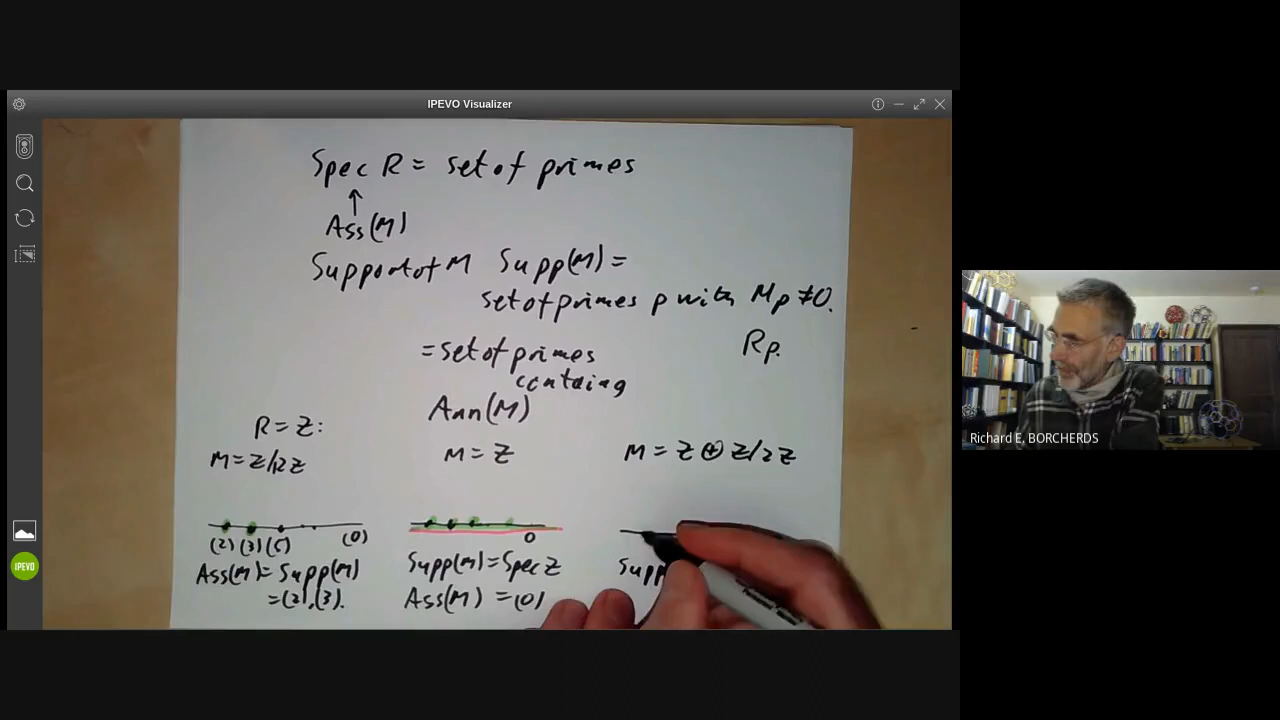 IPEVO Visualizer
Spec R = set of primes
↑
Ass(M)
Support of M Supp(M) =
set of primes p with Mp ≠ 0.
= set of primes Rp.
containing
Ann(M)
R = Z:
M = Z/12Z M = Z M = Z ⊕ Z/2Z
(2) (3) (5) (0) 0
Ass(M) = Supp(M) Supp(M) = Spec Z Supp
= (2), (3). Ass(M) = (0)
Richard E. BORCHERDS
IPEVO